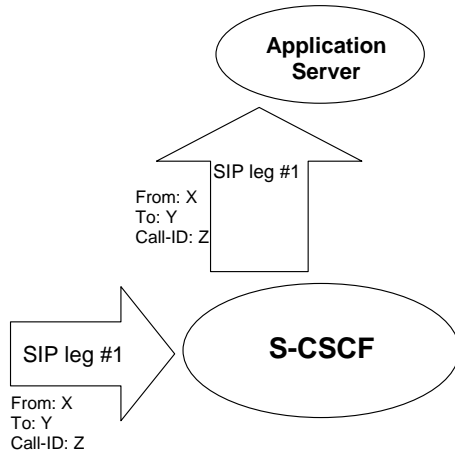 Application
Server
SIP leg #1
From: X
To: Y
Call-ID: Z
S-CSCF
SIP leg #1
From: X
To: Y
Call-ID: Z